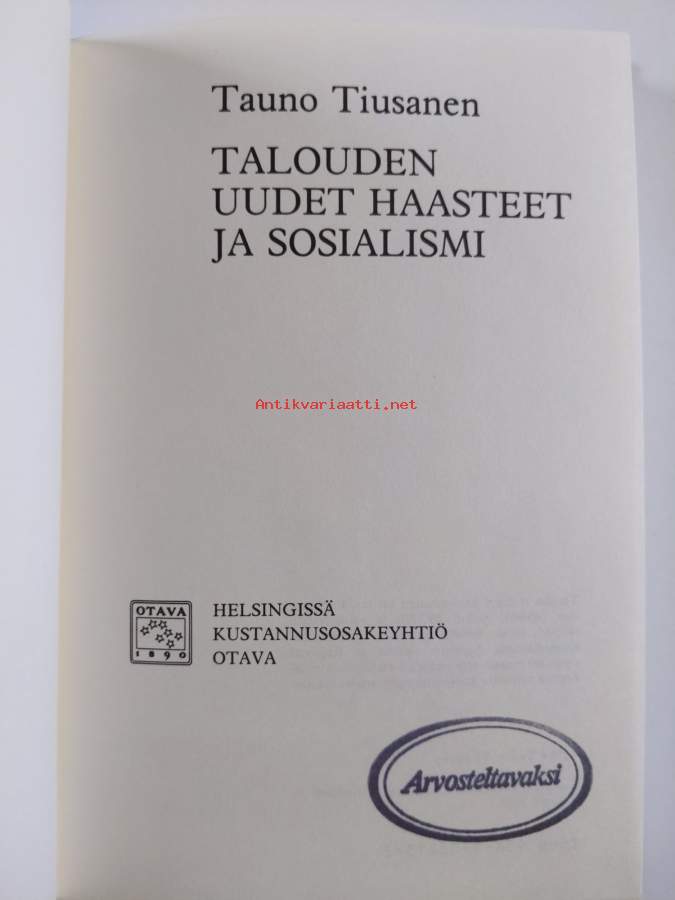 Tauno Tiusanen
TALOUDEN
UUDET HAASTEET
JA SOSIALISMI
Antikvariaatti.net
OTAVA
1890
HELSINGISSÄ
KUSTANNUSOSAKEYHTIÖ
OTAVA
Arvosteltavaksi